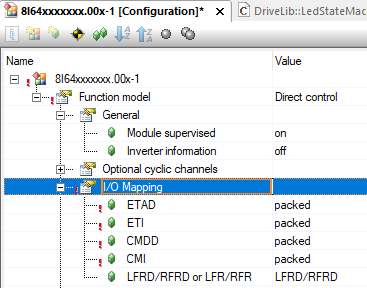 8I64xxxxxxx.00x-1 [Configuration]*
DriveLib::LedStateMac
Name Value
8I64xxxxxxx.00x-1
Function model Direct control
General
Module supervised on
Inverter information off
Optional cyclic channels
I/O Mapping
ETAD packed
ETI packed
CMDD packed
CMI packed
LFRD/RFRD or LFR/RFR LFRD/RFRD